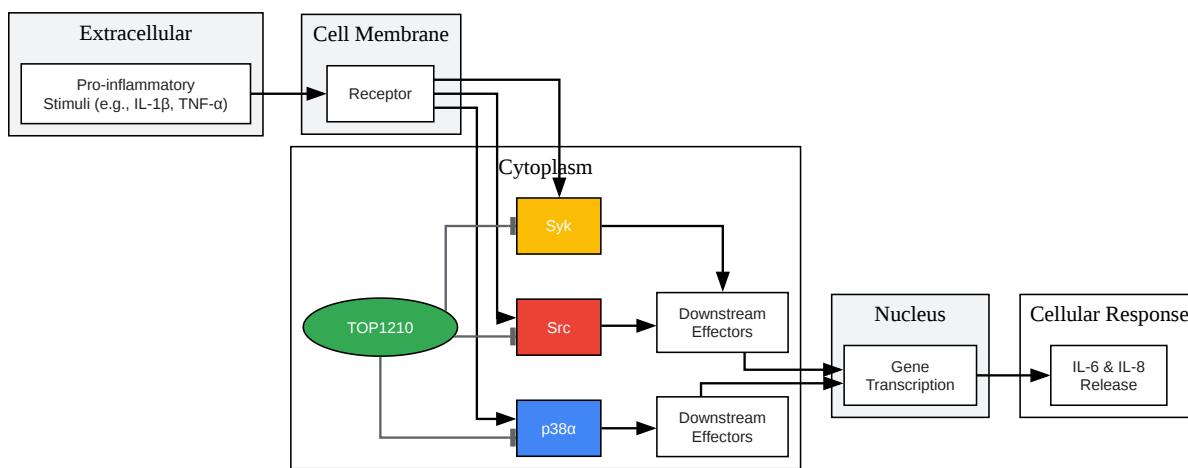 Extracellular
Pro-inflammatory
Stimuli (e.g., IL-1β, TNF-α)
Cell Membrane
Receptor
Cytoplasm
Syk
TOP1210
Src
Downstream
Effectors
p38α
Downstream
Effectors
Nucleus
Gene
Transcription
Cellular Response
IL-6 & IL-8
Release